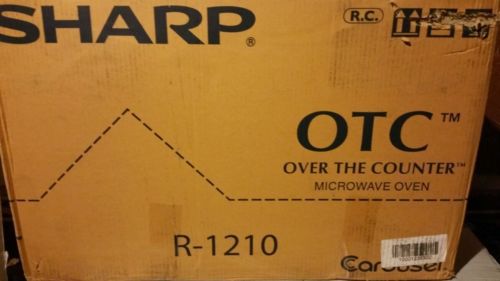 SHARP®
R.C.
OTC™
OVER THE COUNTER™
MICROWAVE OVEN
R-1210
Carousel